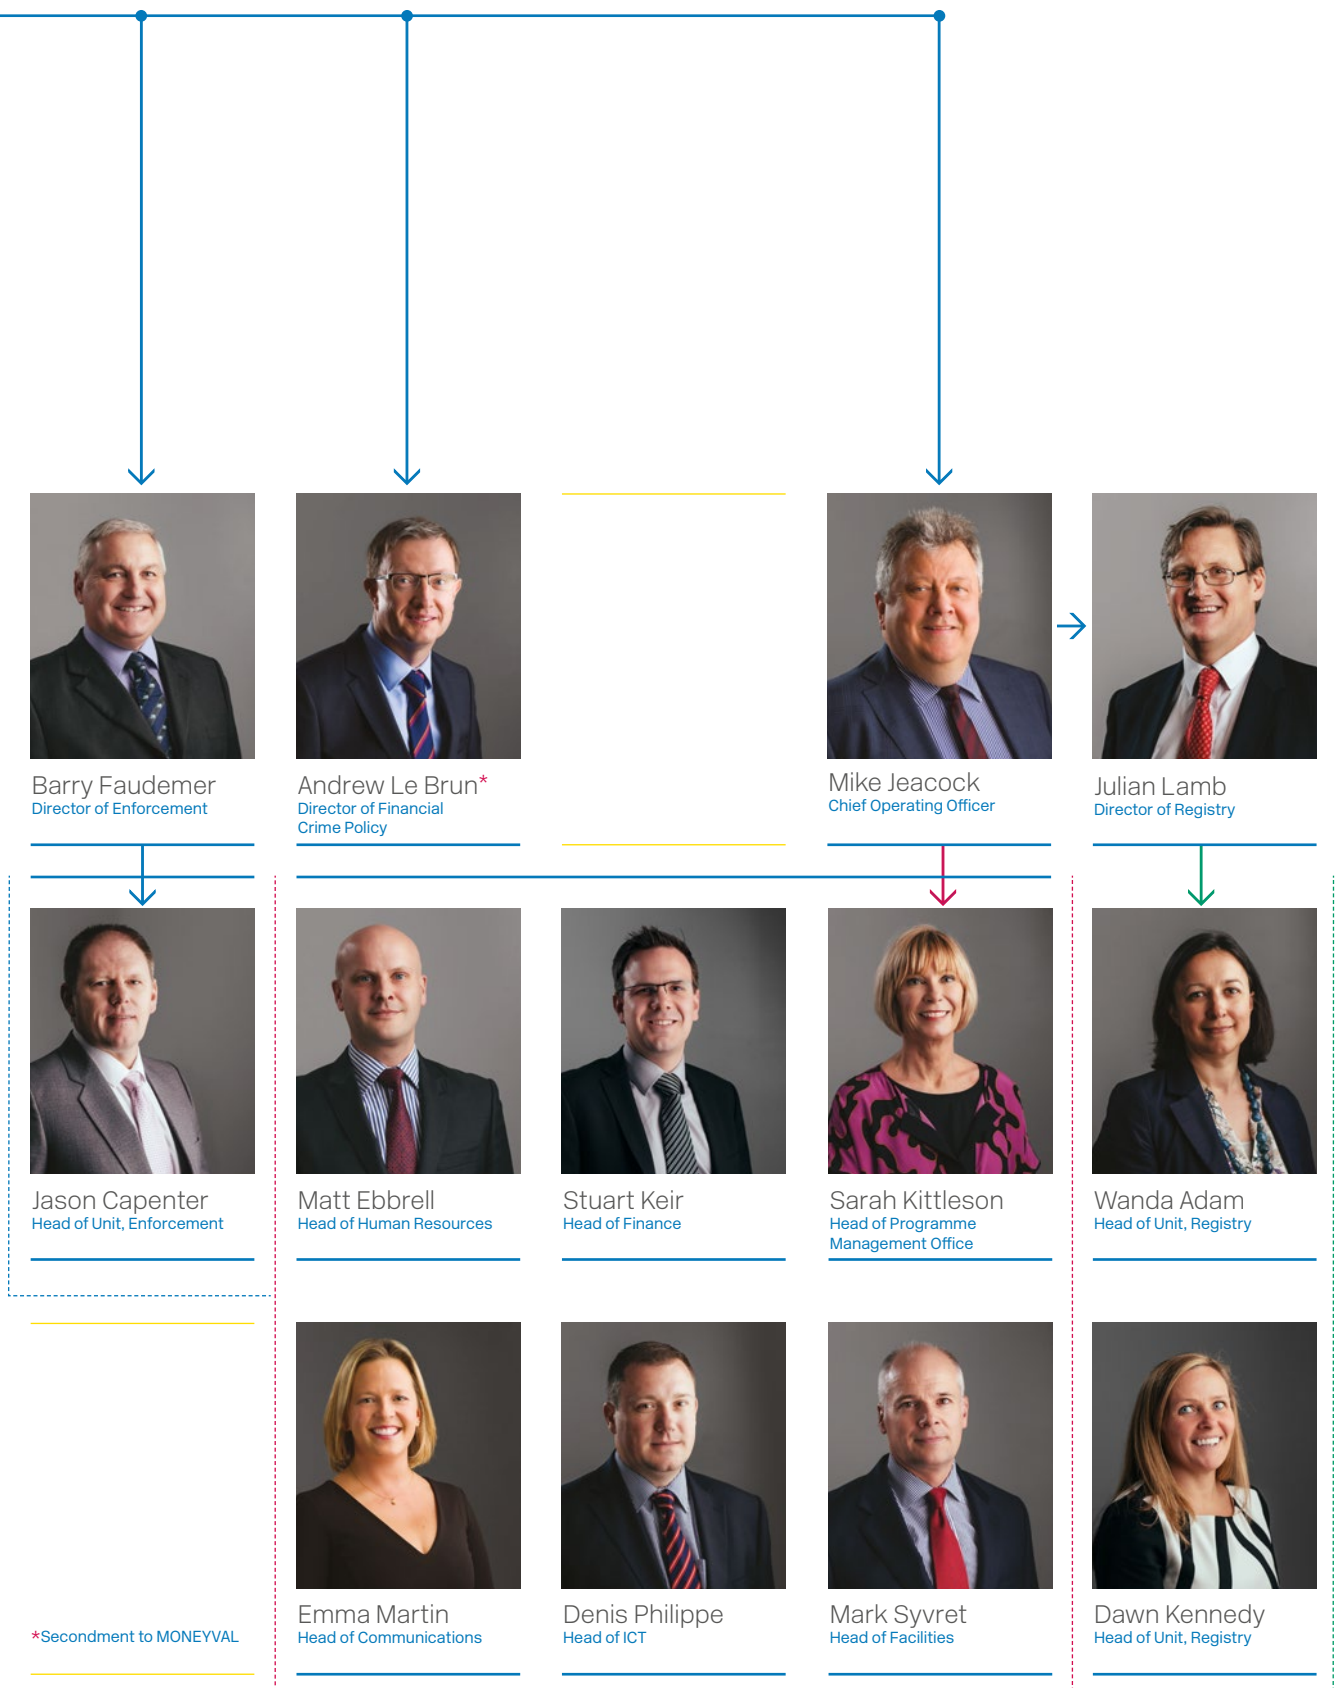 Barry Faudemer
Director of Enforcement
Andrew Le Brun*
Director of Financial
Crime Policy
Mike Jeacock
Chief Operating Officer
Julian Lamb
Director of Registry
Jason Capenter
Head of Unit, Enforcement
Matt Ebbrell
Head of Human Resources
Stuart Keir
Head of Finance
Sarah Kittleson
Head of Programme
Management Office
Wanda Adam
Head of Unit, Registry
*Secondment to MONEYVAL
Emma Martin
Head of Communications
Denis Philippe
Head of ICT
Mark Syvret
Head of Facilities
Dawn Kennedy
Head of Unit, Registry